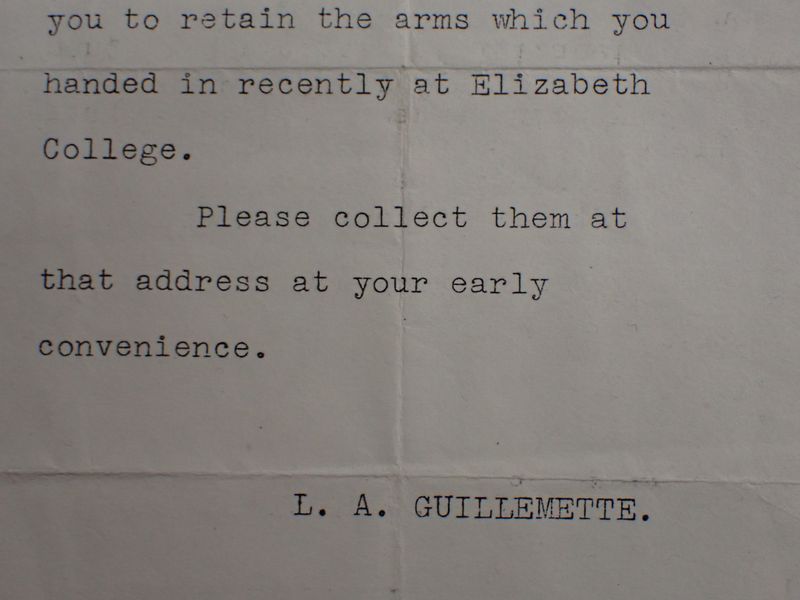 you to retain the arms which you
handed in recently at Elizabeth
College.
Please collect them at
that address at your early
convenience.
L. A. GUILLEMETTE.